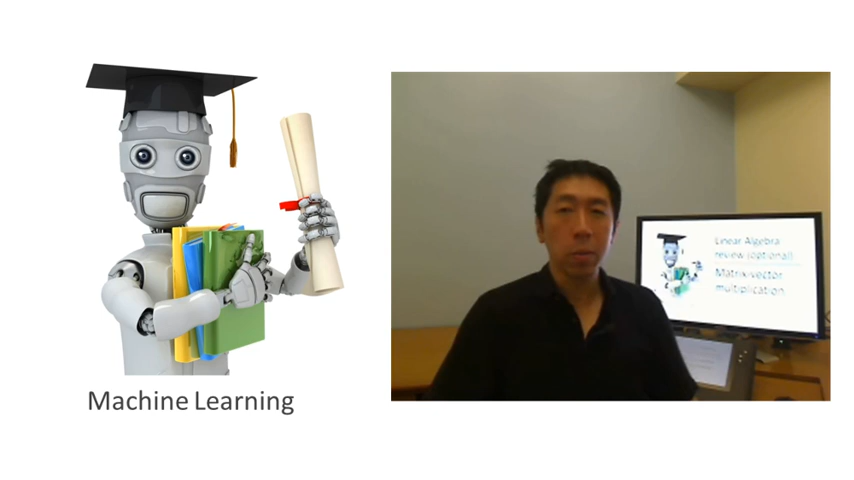 Machine Learning
Linear Algebra
review (optional)
Matrix-vector
multiplication